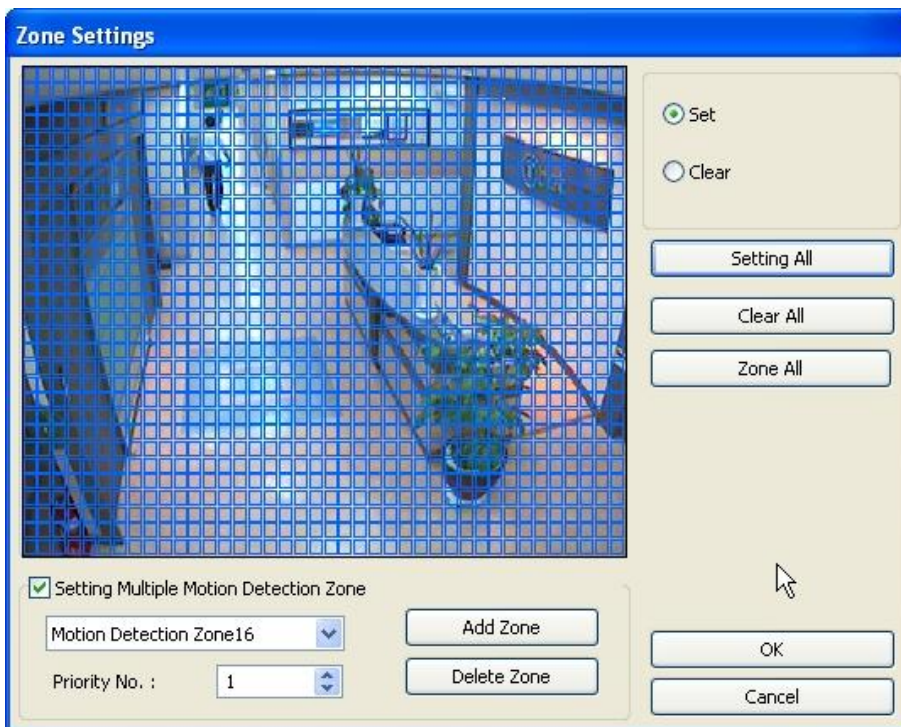 Zone Settings
Set
Clear
Setting All
Clear All
Zone All
Setting Multiple Motion Detection Zone
Motion Detection Zone16
Add Zone
Priority No. :
1
Delete Zone
OK
Cancel